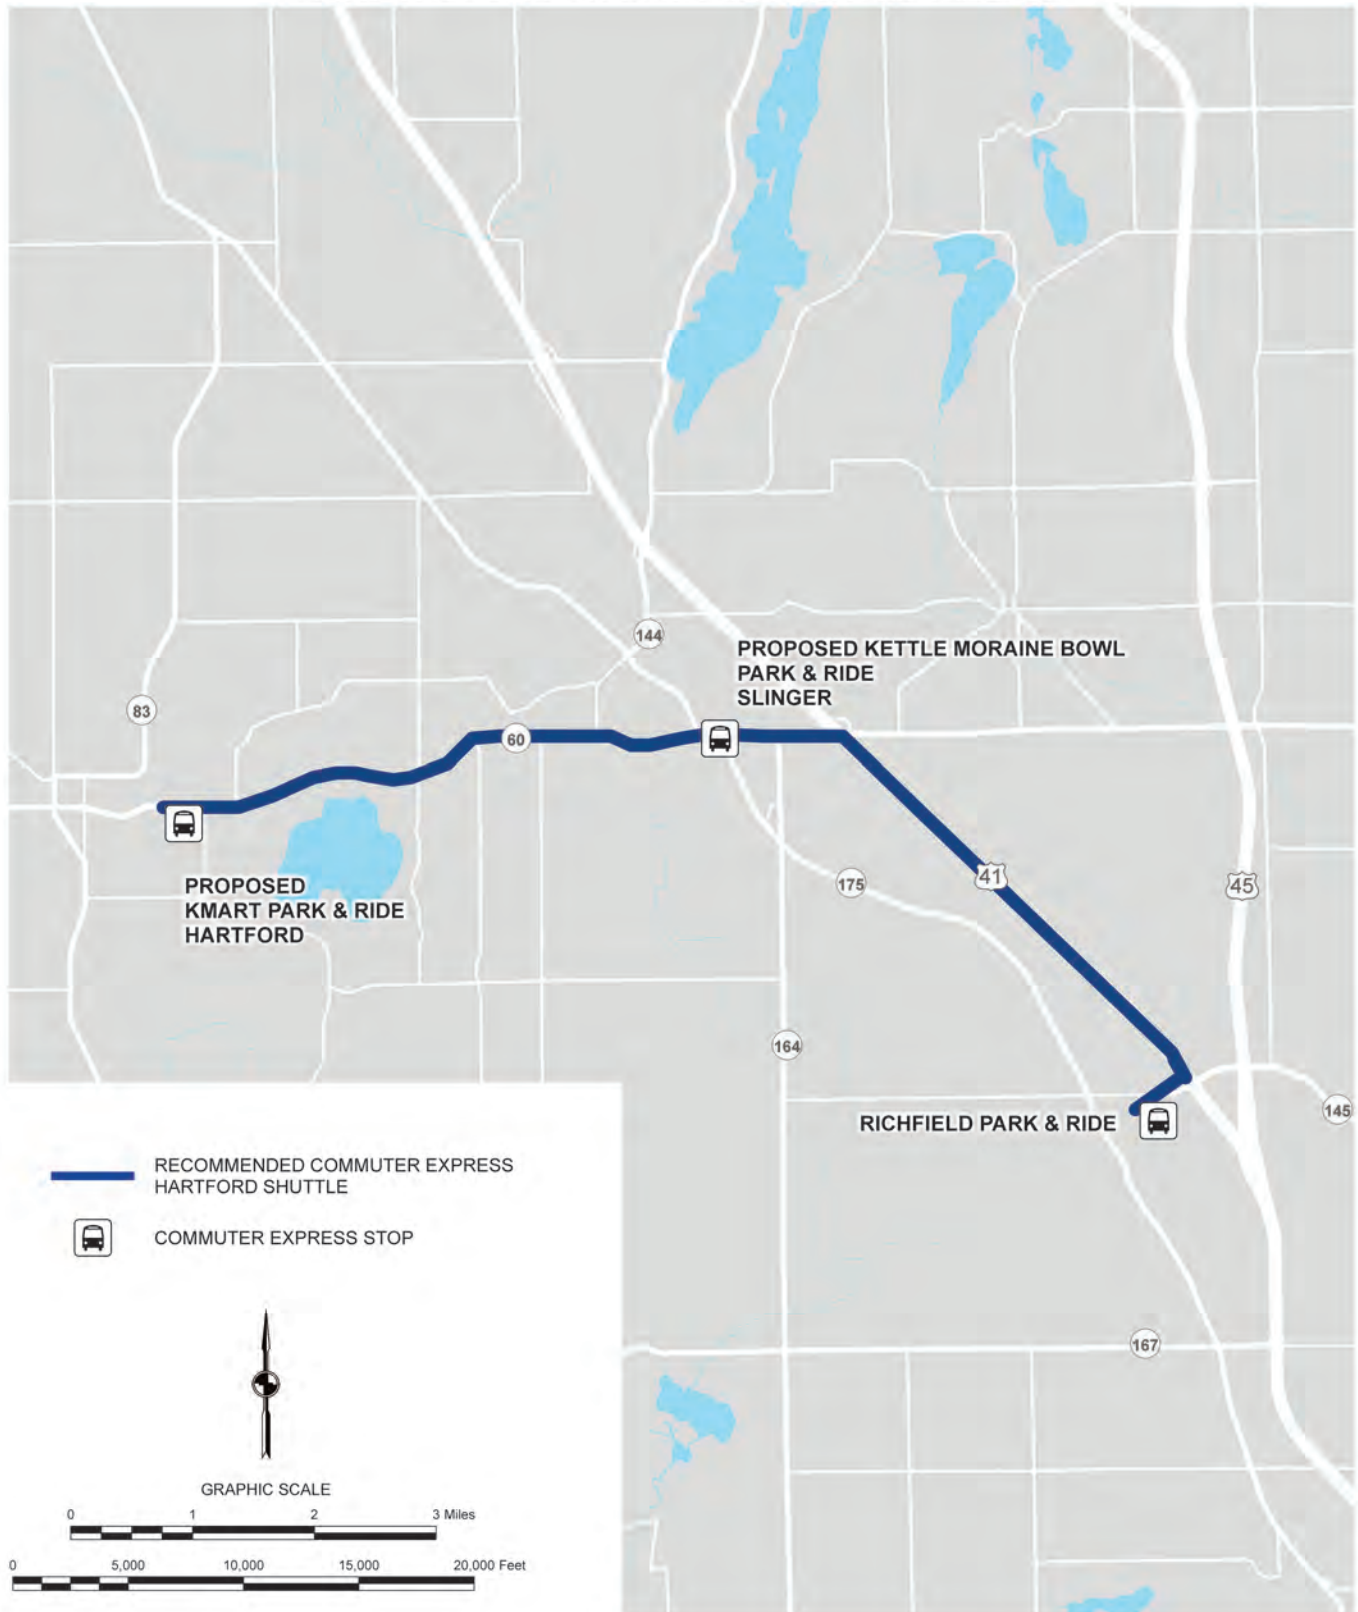 144
PROPOSED KETTLE MORAINE BOWL
PARK & RIDE
SLINGER
83
60
PROPOSED
KMART PARK & RIDE
HARTFORD
175
41
45
164
RICHFIELD PARK & RIDE
145
RECOMMENDED COMMUTER EXPRESS
HARTFORD SHUTTLE
COMMUTER EXPRESS STOP
167
GRAPHIC SCALE
0 1 2 3 Miles
0 5,000 10,000 15,000 20,000 Feet